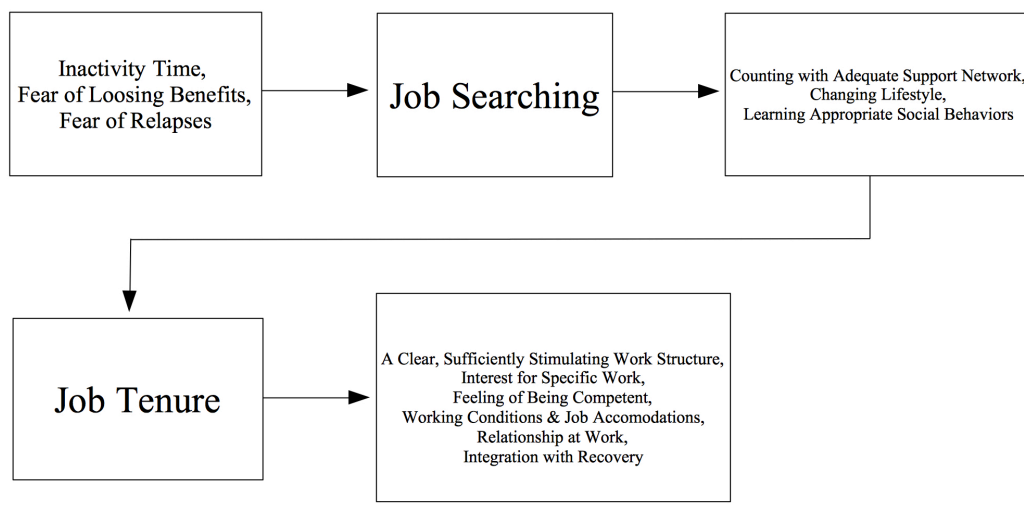 Inactivity Time,
Fear of Loosing Benefits,
Fear of Relapses
Job Searching
Counting with Adequate Support Network,
Changing Lifestyle,
Learning Appropriate Social Behaviors
Job Tenure
A Clear, Sufficiently Stimulating Work Structure,
Interest for Specific Work,
Feeling of Being Competent,
Working Conditions & Job Accomodations,
Relationship at Work,
Integration with Recovery